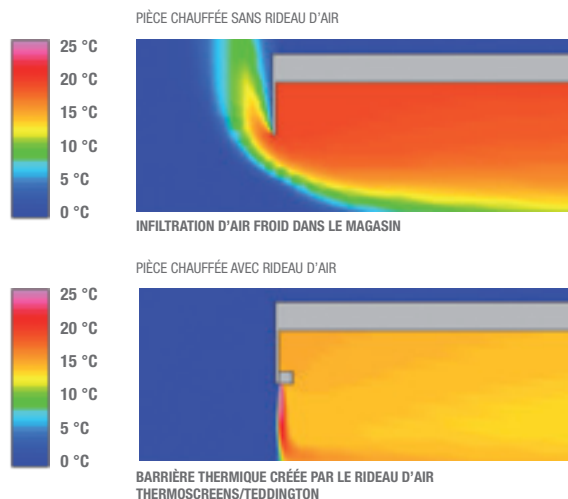 PIÈCE CHAUFFÉE SANS RIDEAU D'AIR
25 °C
20 °C
15 °C
10 °C
5 °C
0 °C
INFILTRATION D'AIR FROID DANS LE MAGASIN
PIÈCE CHAUFFÉE AVEC RIDEAU D'AIR
25 °C
20 °C
15 °C
10 °C
5 °C
0 °C
BARRIÈRE THERMIQUE CRÉÉE PAR LE RIDEAU D'AIR
THERMOSCREENS/TEDDINGTON